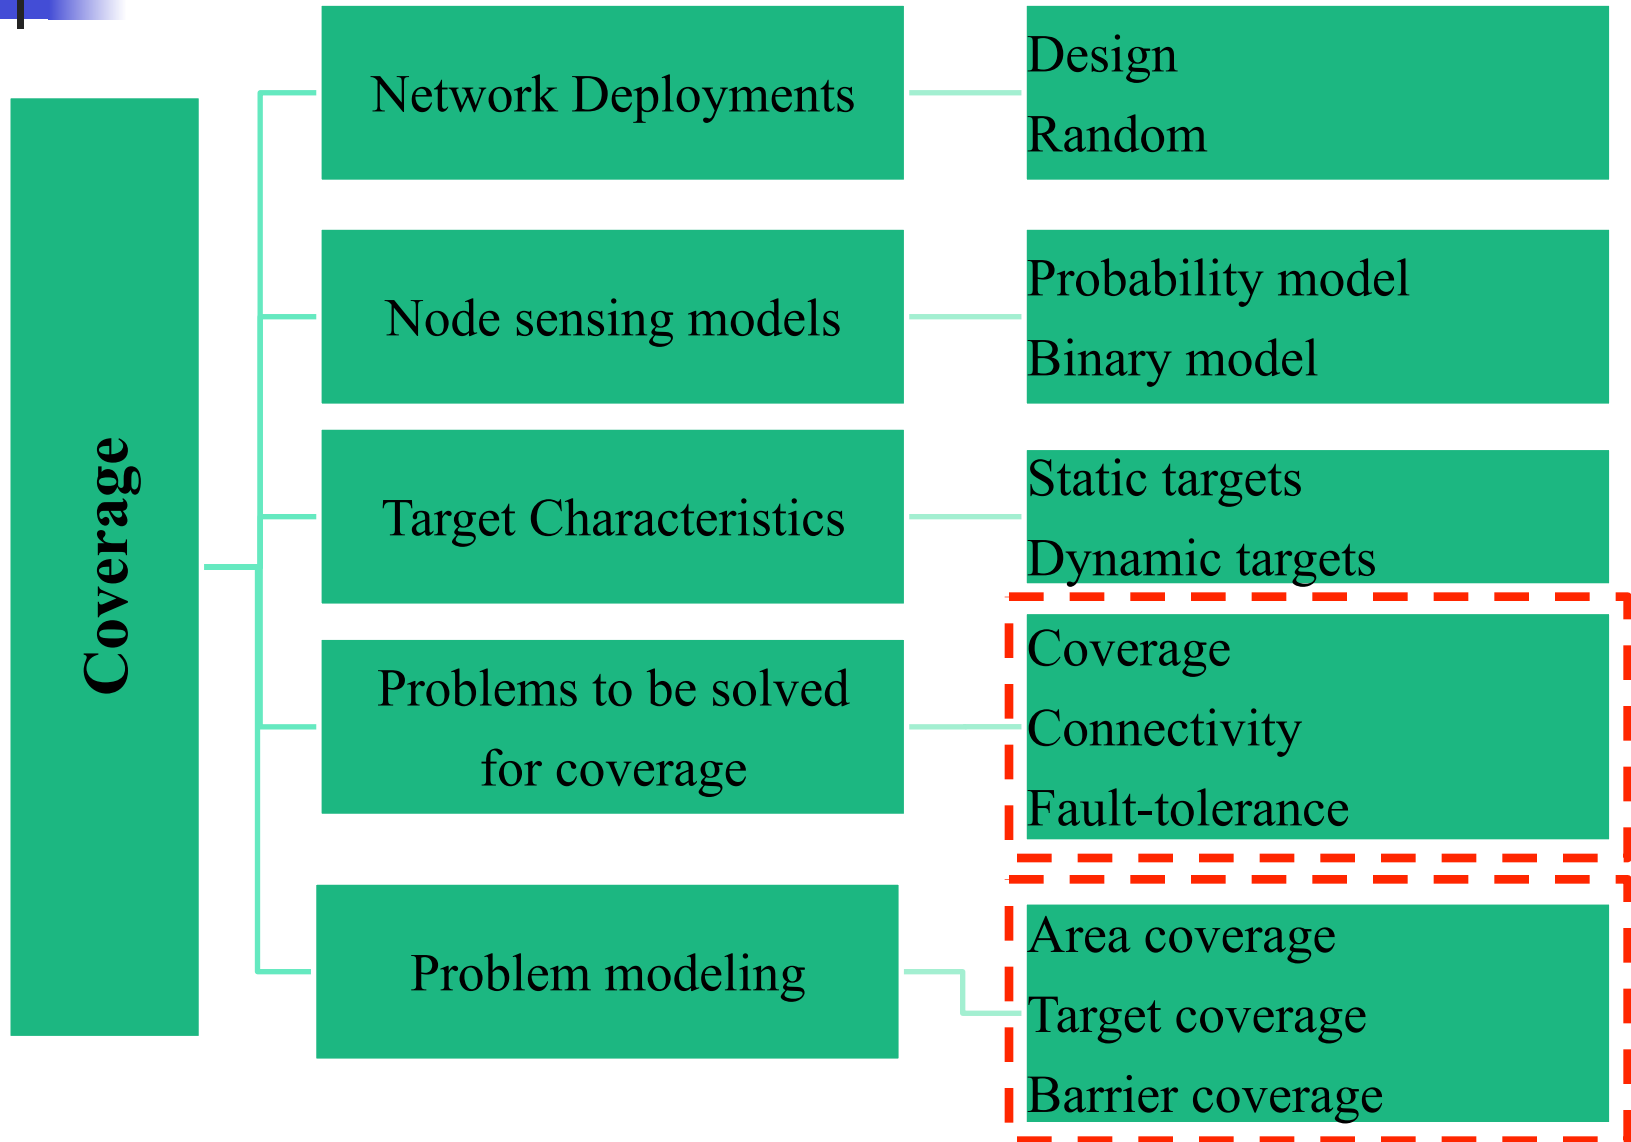 Coverage
Network Deployments
Design
Random
Node sensing models
Probability model
Binary model
Target Characteristics
Static targets
Dynamic targets
Problems to be solved
for coverage
Coverage
Connectivity
Fault-tolerance
Problem modeling
Area coverage
Target coverage
Barrier coverage